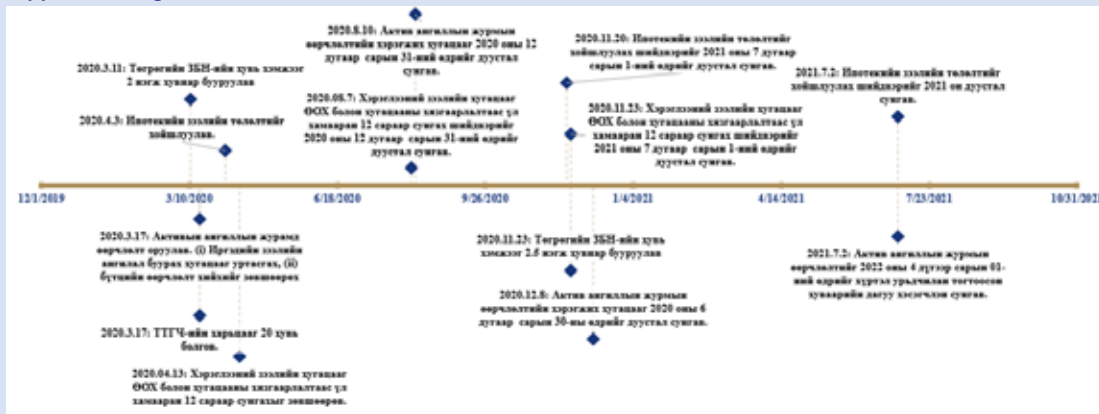 2020.8.10: Актив ангиллын журмын
өөрчлөлтийн хэрэгжих хугацааг 2020 оны 12
дугаар сарын 31-ний өдрийг дуустал
сунгав.
2020.11.20: Ипотекийн зээлийн төлөлтийг
хойшлуулах шийдвэрийг 2021 оны 7 дугаар
сарын 1-ний өдрийг дуустал сунгав.
2020.3.11: Төгрөгийн ЗБН-ийн хувь хэмжээг
2 нэгж хувиар бууруулав
2021.7.2: Ипотекийн зээлийн төлөлтийг
хойшлуулах шийдвэрийг 2021 он дуустал
сунгав.
2020.08.7: Хэрэглээний зээлийн хугацааг
ӨОХ болон хугацааны хязгаарлалтаас үл
хамааран 12 сараар сунгах шийдвэрийг
2020 оны 12 дугаар сарын 31-ний өдрийг
дуустал сунгав.
2020.11.23: Хэрэглээний зээлийн хугацааг
ӨОХ болон хугацааны хязгаарлалтаас үл
хамааран 12 сараар сунгах шийдвэрийг
2021 оны 7 дугаар сарын 1-ний өдрийг
дуустал сунгав.
2020.4.3: Ипотекийн зээлийн төлөлтийг
хойшлуулав.
12/1/2019 3/10/2020 6/18/2020 9/26/2020 1/4/2021 4/14/2021 7/23/2021 10/31/2021
2020.3.17: Активын ангиллын журамд
өөрчлөлт оруулав. (i) Иргэдийн зээлийн
ангилал буурах хугацааг уртасгах, (ii)
бүтцийн өөрчлөлт хийхийг зөвшөөрөх
2020.11.23: Төгрөгийн ЗБН-ийн хувь
хэмжээг 2.5 нэгж хувиар бууруулав
2021.7.2: Актив ангиллын журмын
өөрчлөлтийг 2022 оны 4 дүгээр сарын 01-
ний өдрийг хүртэл урьдчилан тогтоосон
хуваарийн дагуу хэсэгчлэн сунгав.
2020.12.8: Актив ангиллын журмын
өөрчлөлтийн хэрэгжих хугацааг 2020 оны 6
дугаар сарын 30-ны өдрийг дуустал сунгав.
2020.3.17: ТТГЧ-ийн харьцааг 20 хувь
болгов.
2020.04.13: Хэрэглээний зээлийн хугацааг
ӨОХ болон хугацааны хязгаарлалтаас үл
хамааран 12 сараар сунгахыг зөвшөөрөв.